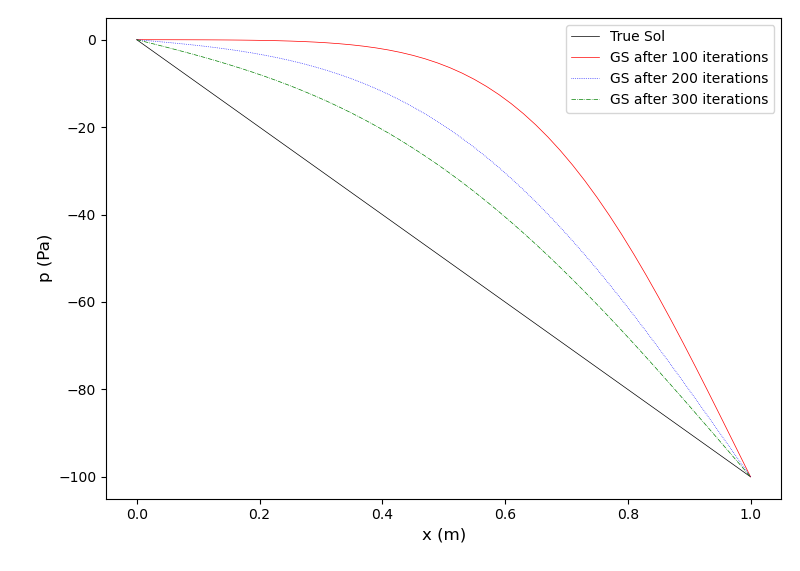 True Sol
GS after 100 iterations
GS after 200 iterations
GS after 300 iterations
0
−20
−40
−60
−80
−100
p (Pa)
0.0 0.2 0.4 0.6 0.8 1.0
x (m)